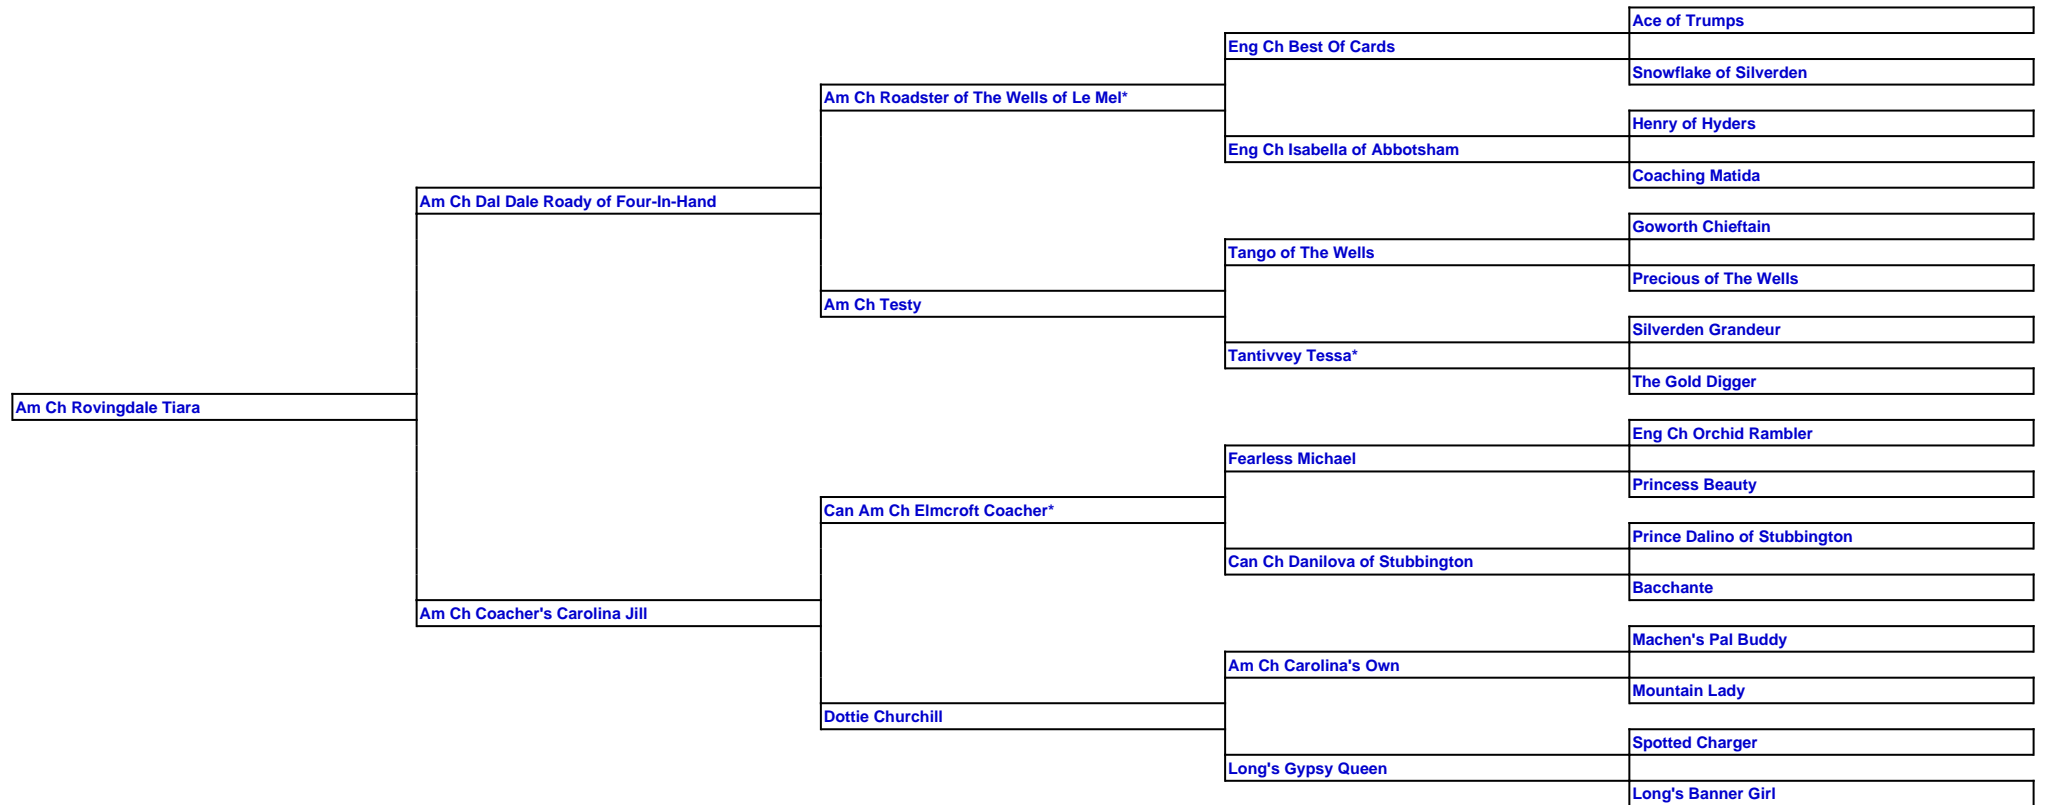 Ace of Trumps
Eng Ch Best Of Cards
Snowflake of Silverden
Am Ch Roadster of The Wells of Le Mel*
Henry of Hyders
Eng Ch Isabella of Abbotsham
Coaching Matida
Am Ch Dal Dale Roady of Four-In-Hand
Goworth Chieftain
Tango of The Wells
Precious of The Wells
Am Ch Testy
Silverden Grandeur
Tantivvey Tessa*
The Gold Digger
Am Ch Rovingdale Tiara
Eng Ch Orchid Rambler
Fearless Michael
Princess Beauty
Can Am Ch Elmcroft Coacher*
Prince Dalino of Stubbington
Can Ch Danilova of Stubbington
Bacchante
Am Ch Coacher's Carolina Jill
Machen's Pal Buddy
Am Ch Carolina's Own
Mountain Lady
Dottie Churchill
Spotted Charger
Long's Gypsy Queen
Long's Banner Girl